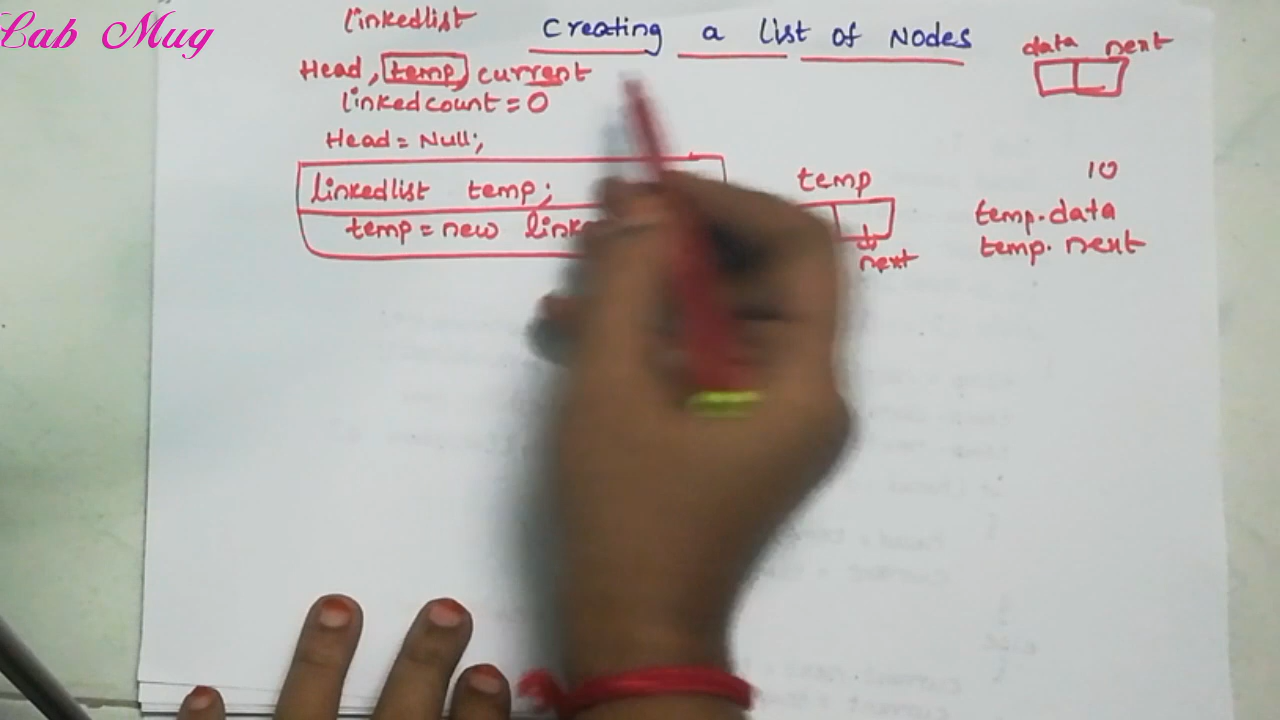 Lab Mug
linkedlist
Creating a List of Nodes
data next
Head, temp, current
linkedcount = 0
Head = Null;
linkedlist temp;
temp = new
temp
next
10
temp.data
temp. next